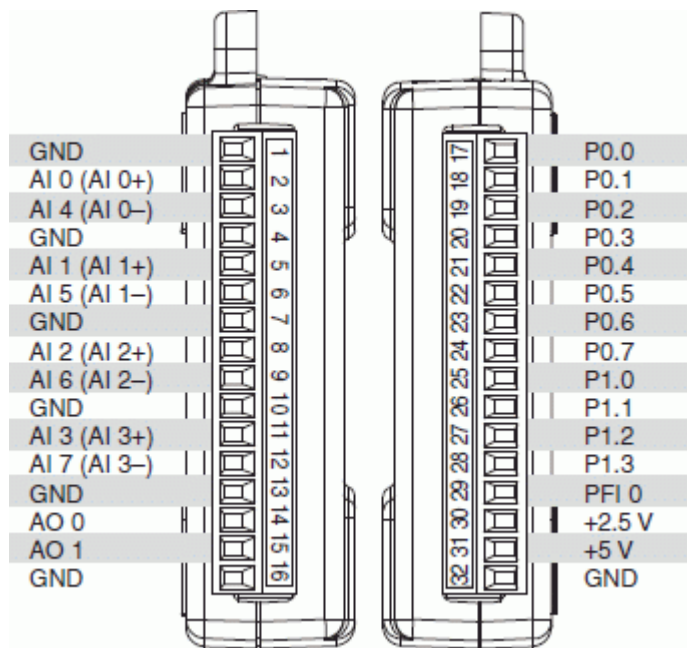 GND 1
AI 0 (AI 0+) 2
AI 4 (AI 0–) 3
GND 4
AI 1 (AI 1+) 5
AI 5 (AI 1–) 6
GND 7
AI 2 (AI 2+) 8
AI 6 (AI 2–) 9
GND 10
AI 3 (AI 3+) 11
AI 7 (AI 3–) 12
GND 13
AO 0 14
AO 1 15
GND 16
17 P0.0
18 P0.1
19 P0.2
20 P0.3
21 P0.4
22 P0.5
23 P0.6
24 P0.7
25 P1.0
26 P1.1
27 P1.2
28 P1.3
29 PFI 0
30 +2.5 V
31 +5 V
32 GND